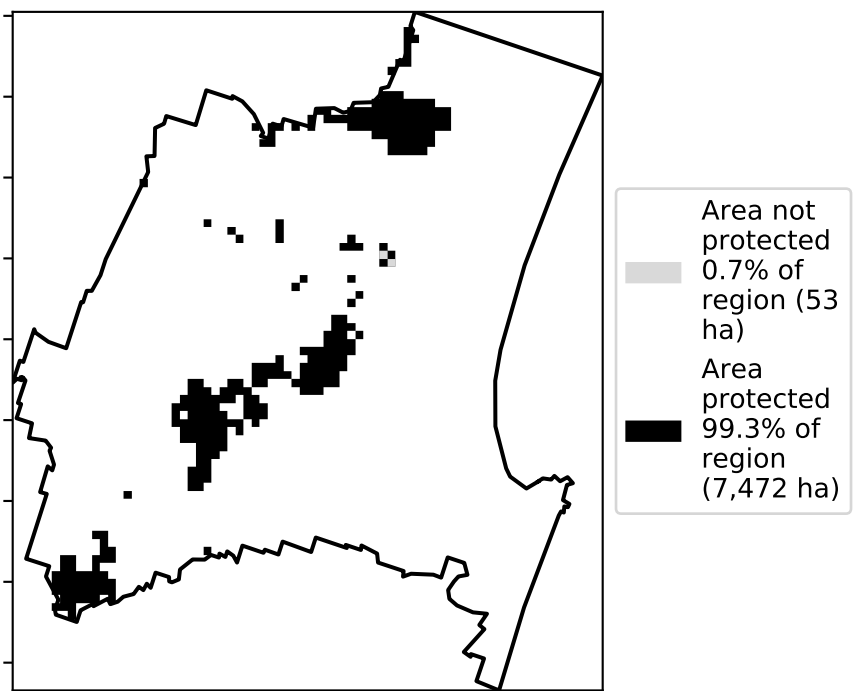 Area not
protected
0.7% of
region (53
ha)
Area
protected
99.3% of
region
(7,472 ha)